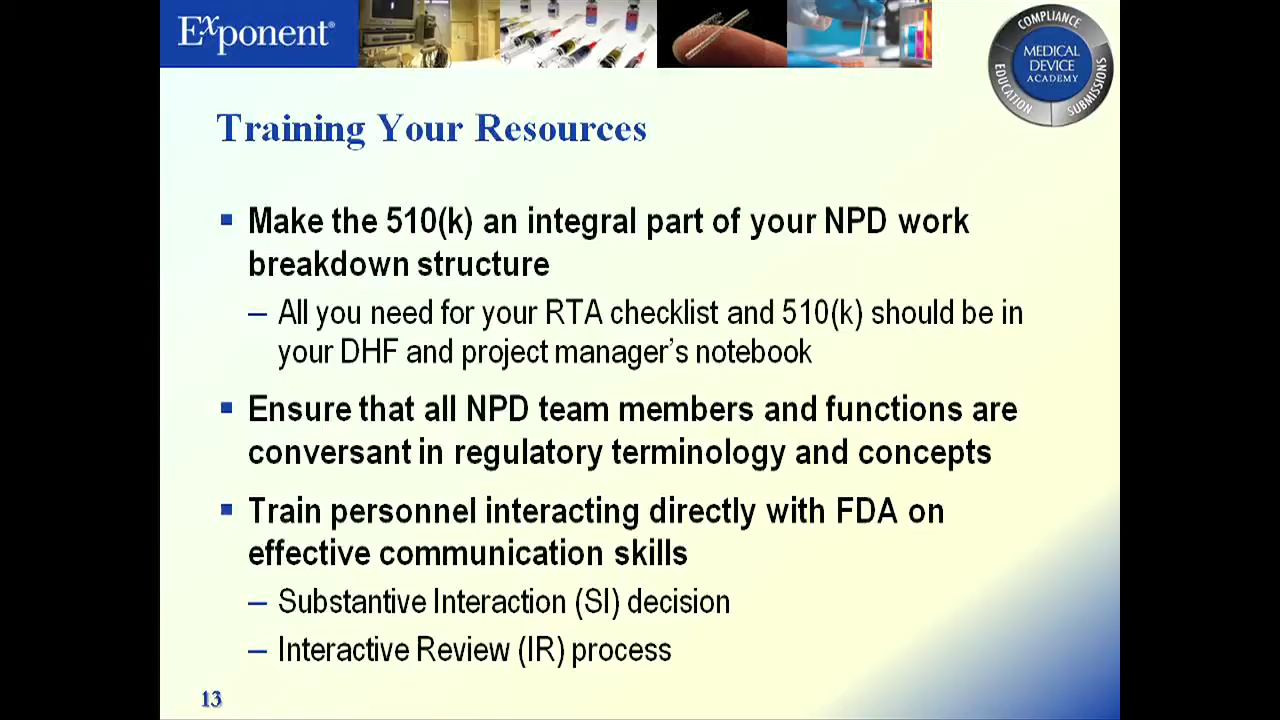 Exponent®
COMPLIANCE
EDUCATION
SUBMISSIONS
MEDICAL
DEVICE
ACADEMY
Training Your Resources
▪ Make the 510(k) an integral part of your NPD work
breakdown structure
– All you need for your RTA checklist and 510(k) should be in
your DHF and project manager’s notebook
▪ Ensure that all NPD team members and functions are
conversant in regulatory terminology and concepts
▪ Train personnel interacting directly with FDA on
effective communication skills
– Substantive Interaction (SI) decision
– Interactive Review (IR) process
13